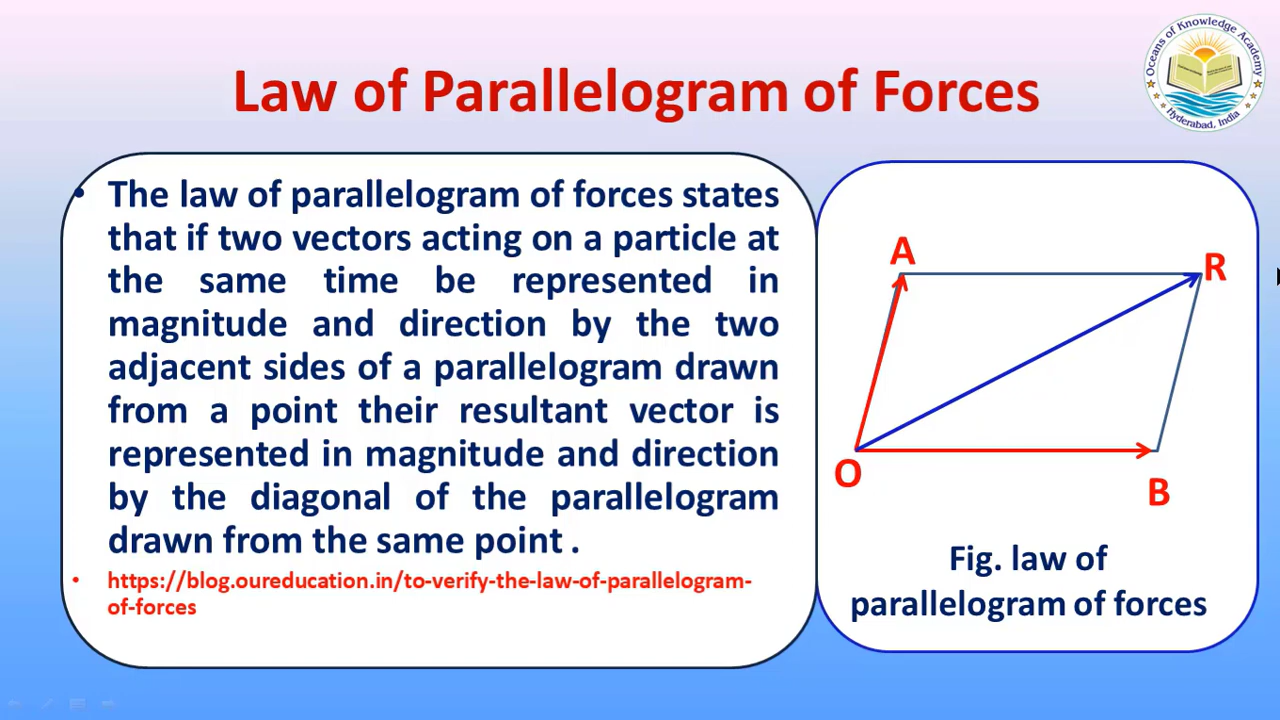 Law of Parallelogram of Forces
Oceans of Knowledge Academy
Hyderabad, India
• The law of parallelogram of forces states
that if two vectors acting on a particle at
the same time be represented in
magnitude and direction by the two
adjacent sides of a parallelogram drawn
from a point their resultant vector is
represented in magnitude and direction
by the diagonal of the parallelogram
drawn from the same point .
• https://blog.oureducation.in/to-verify-the-law-of-parallelogram-
of-forces
A
R
O
B
Fig. law of
parallelogram of forces